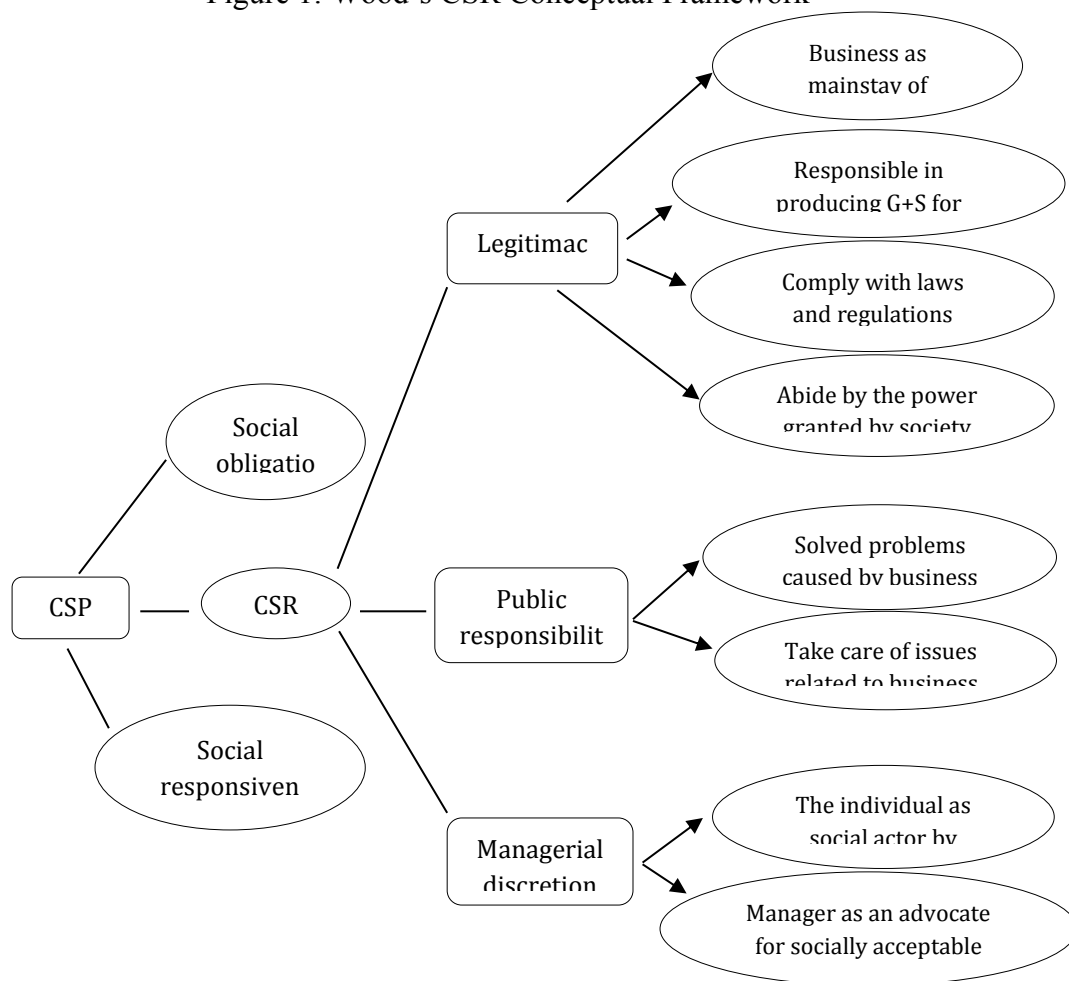 Figure 1: Wood's CSR Conceptual Framework
Business as
mainstay of
Responsible in
producing G+S for
Legitimac
Comply with laws
and regulations
Abide by the power
granted by society
Social
obligatio
Solved problems
caused by business
CSP
CSR
Public
responsibilit
Take care of issues
related to business
Social
responsiven
The individual as
social actor by
Managerial
discretion
Manager as an advocate
for socially acceptable